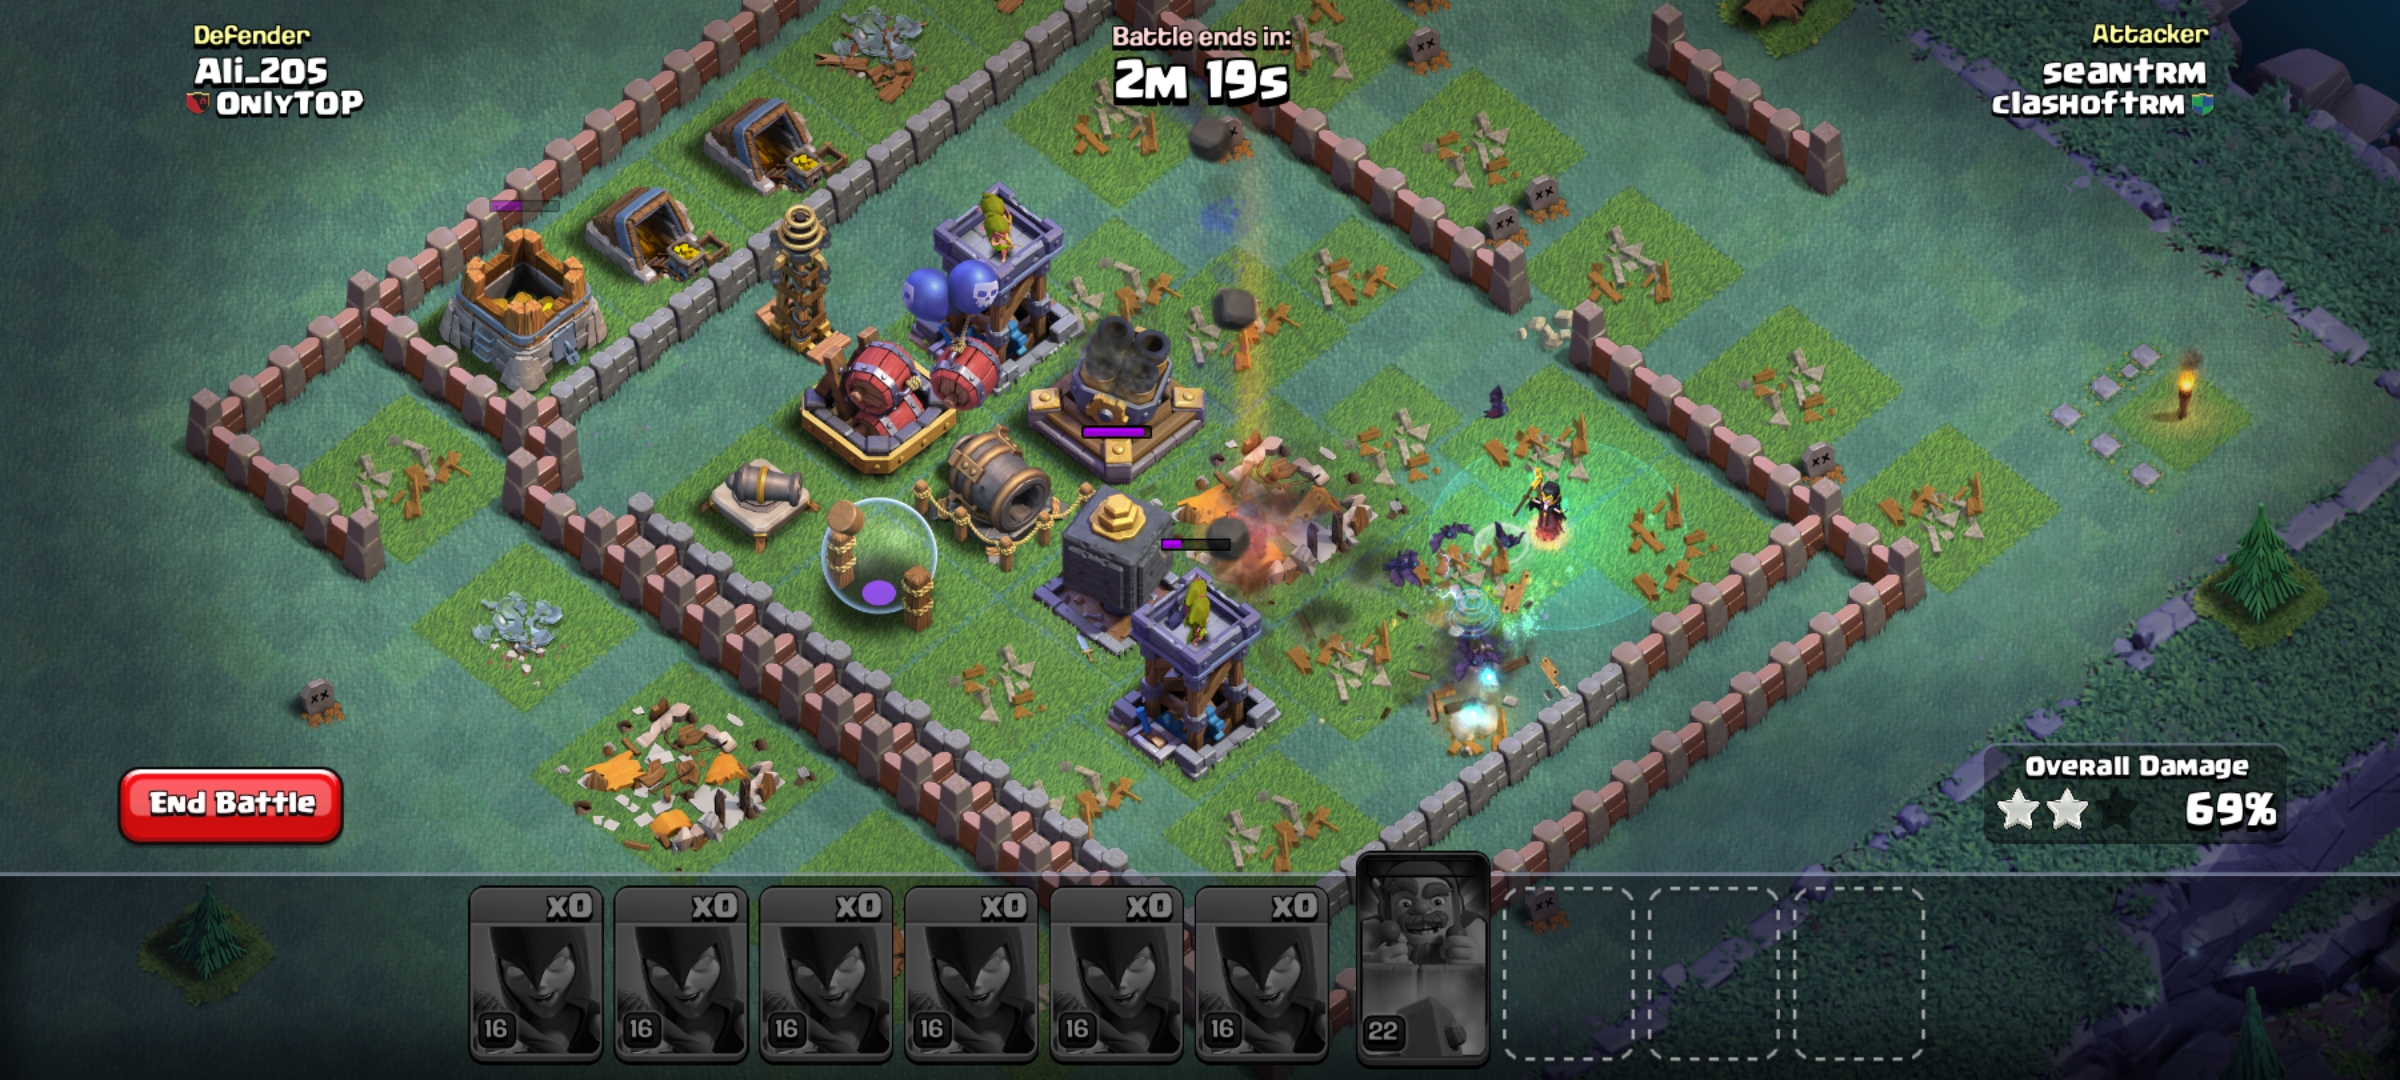 Defender
Ali_205
OnlyTOP
Battle ends in:
2M 19s
Attacker
seantRM
clashoftRM
End Battle
Overall Damage
69%
x0
x0
x0
x0
x0
x0
16
16
16
16
16
16
22